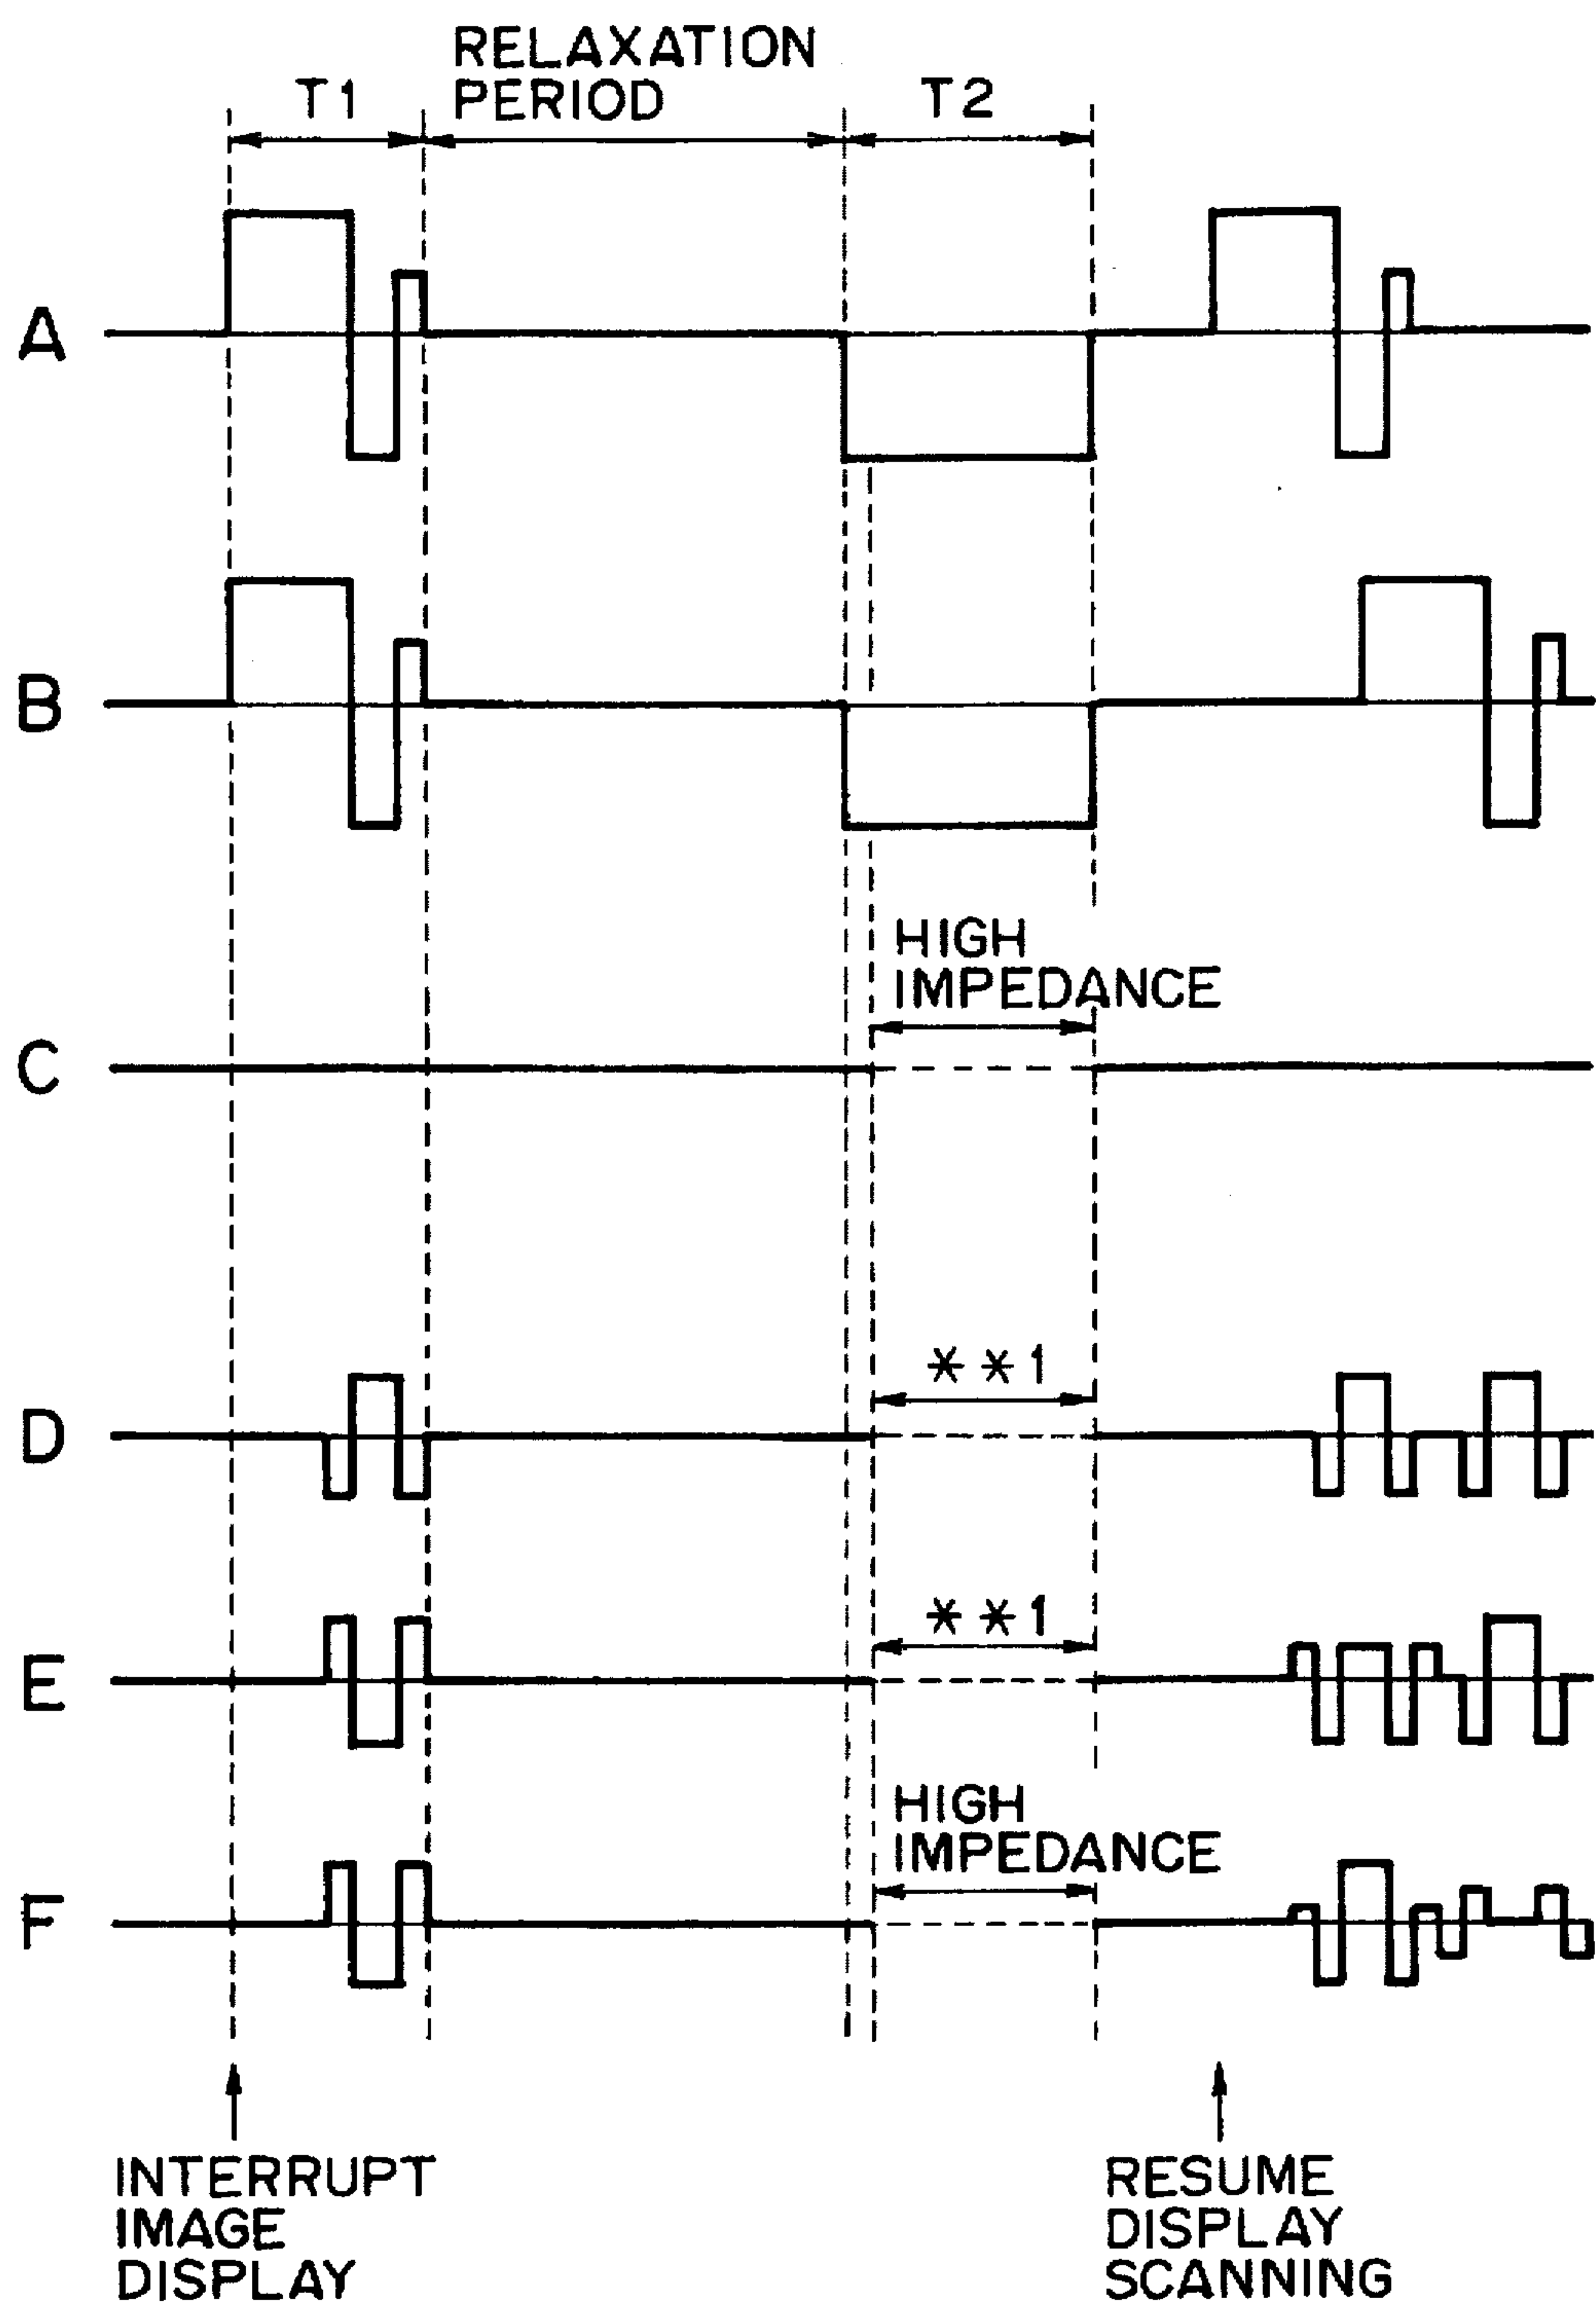 RELAXATION
T1 PERIOD T2
A
B
HIGH
IMPEDANCE
C
**1
D
**1
E
HIGH
IMPEDANCE
F
INTERRUPT
IMAGE
DISPLAY
RESUME
DISPLAY
SCANNING